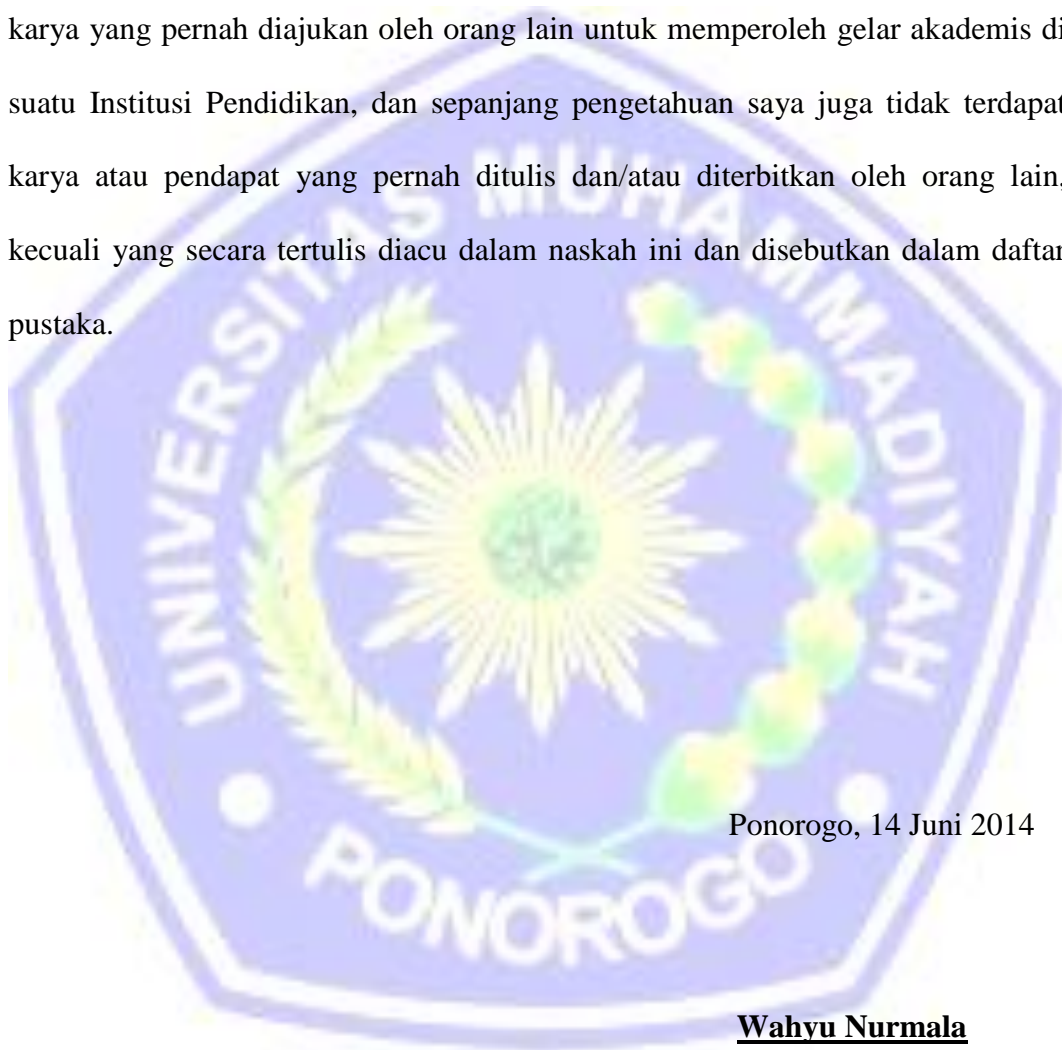 karya yang pernah diajukan oleh orang lain untuk memperoleh gelar akademis di
suatu Institusi Pendidikan, dan sepanjang pengetahuan saya juga tidak terdapat
karya atau pendapat yang pernah ditulis dan/atau diterbitkan oleh orang lain,
kecuali yang secara tertulis diacu dalam naskah ini dan disebutkan dalam daftar
pustaka.
UNIVERSITAS MUHAMMADIYAH
PONOROGO
Ponorogo, 14 Juni 2014
Wahyu Nurmala